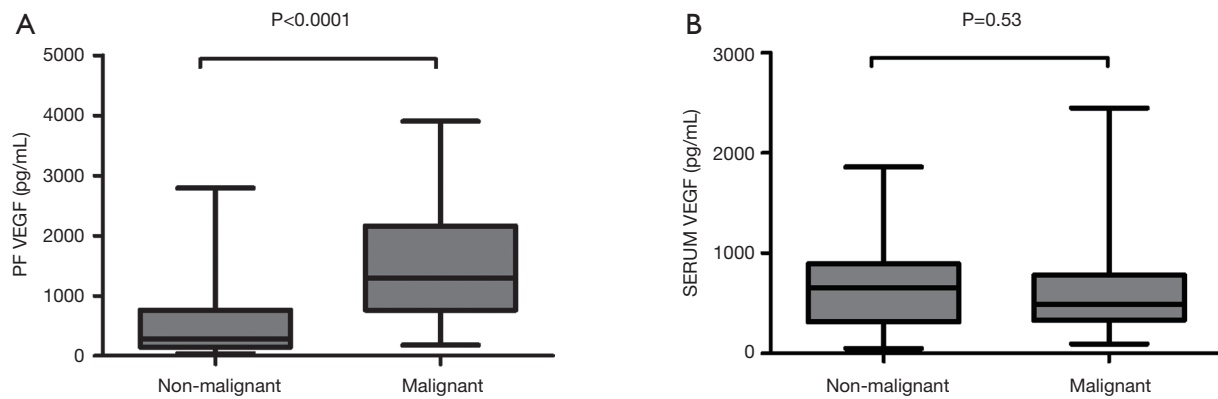 A
P<0.0001
PF VEGF (pg/mL)
5000
4000
3000
2000
1000
0
Non-malignant
Malignant
B
P=0.53
SERUM VEGF (pg/mL)
3000
2000
1000
0
Non-malignant
Malignant